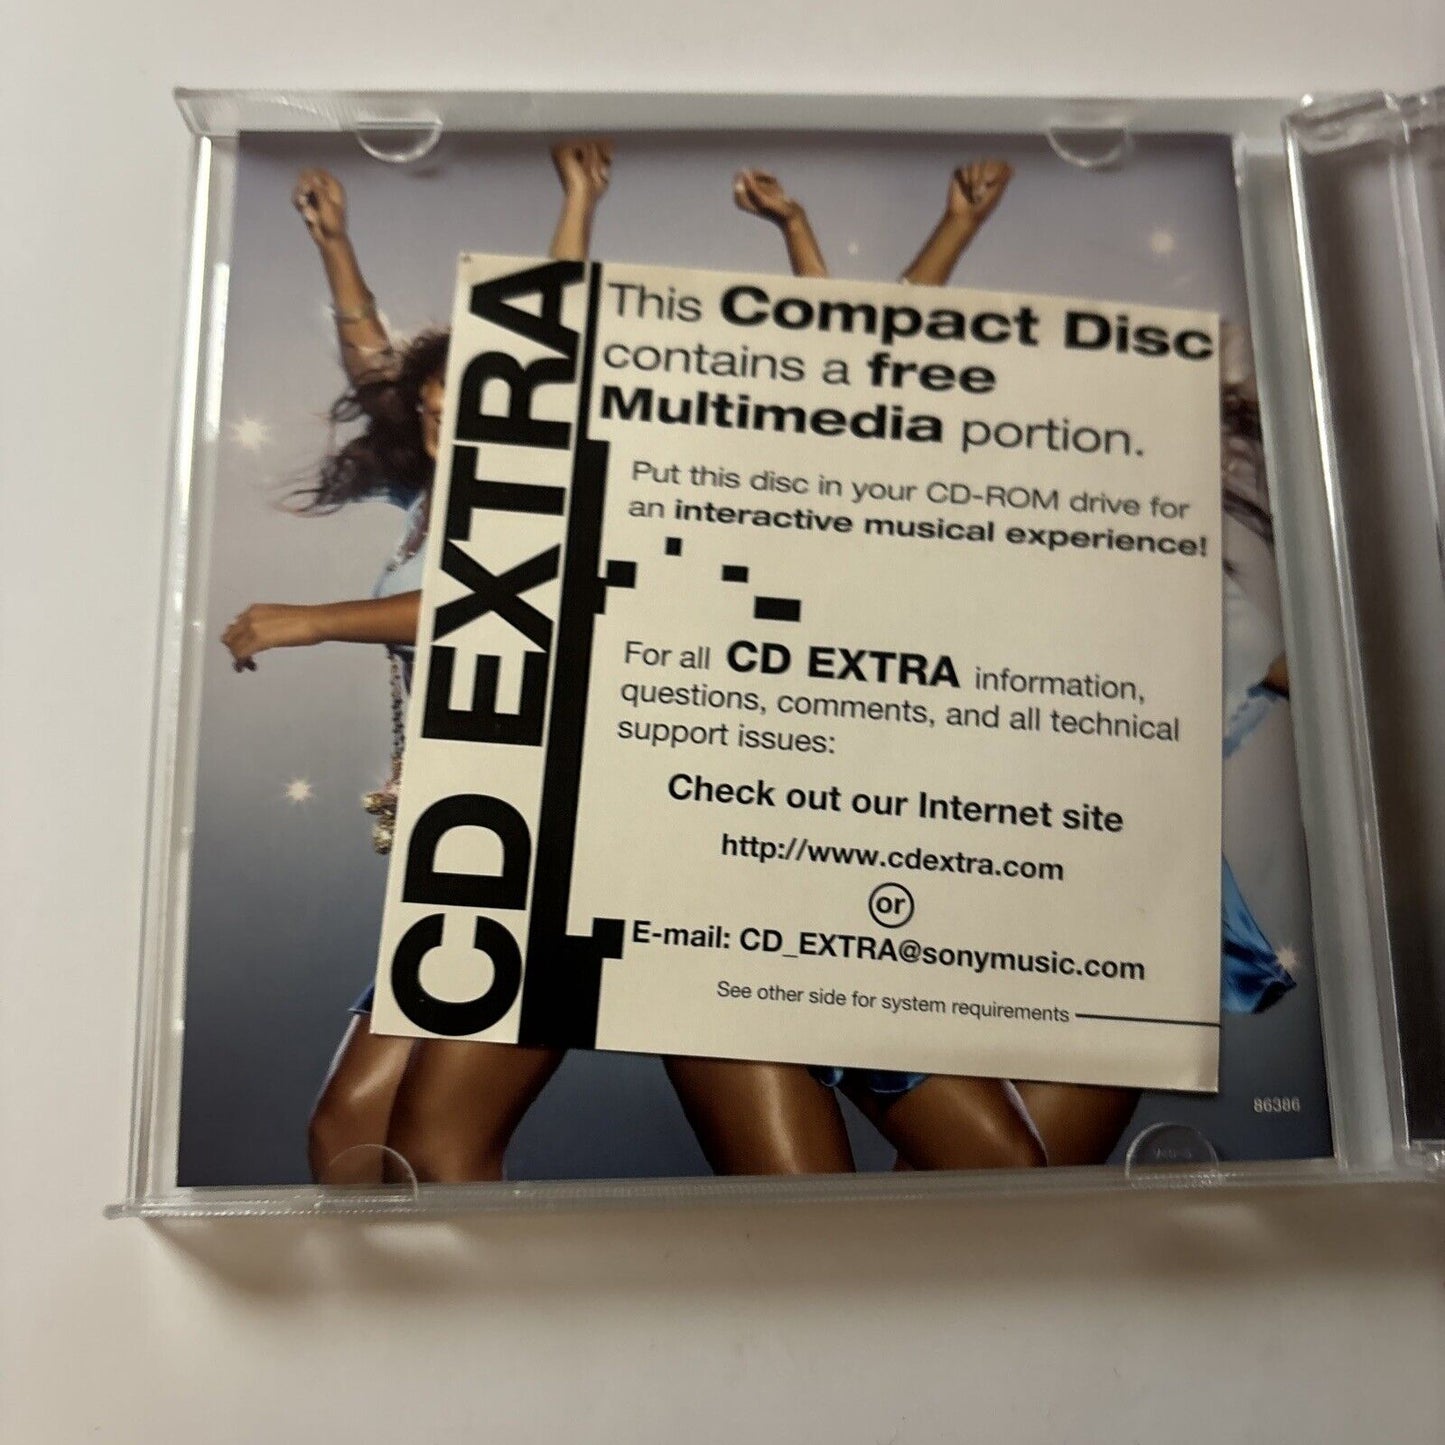 CD EXTRA
This Compact Disc
contains a free
Multimedia portion.
Put this disc in your CD-ROM drive for
an interactive musical experience!
For all CD EXTRA information,
questions, comments, and all technical
support issues:
Check out our Internet site
http://www.cdextra.com
or
E-mail: CD_EXTRA@sonymusic.com
See other side for system requirements
86386